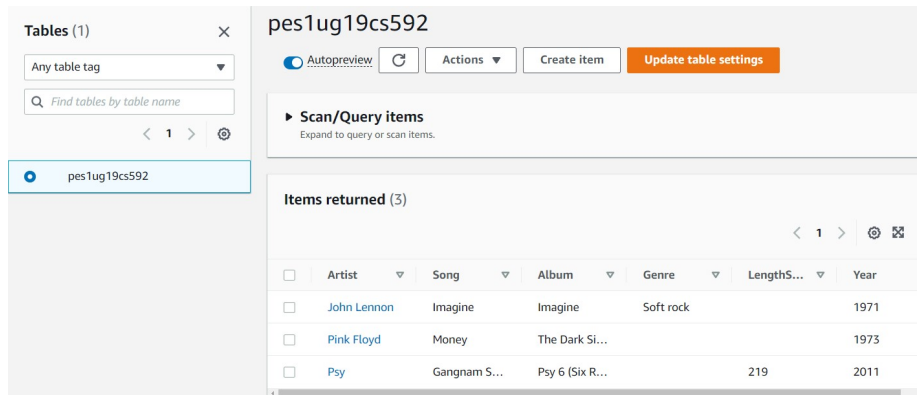 Tables (1)
Any table tag
Find tables by table name
1
pes1ug19cs592
pes1ug19cs592
Autopreview Actions Create item Update table settings
Scan/Query items
Expand to query or scan items.
Items returned (3)
1
Artist Song Album Genre LengthS... Year
John Lennon Imagine Imagine Soft rock 1971
Pink Floyd Money The Dark Si... 1973
Psy Gangnam S... Psy 6 (Six R... 219 2011